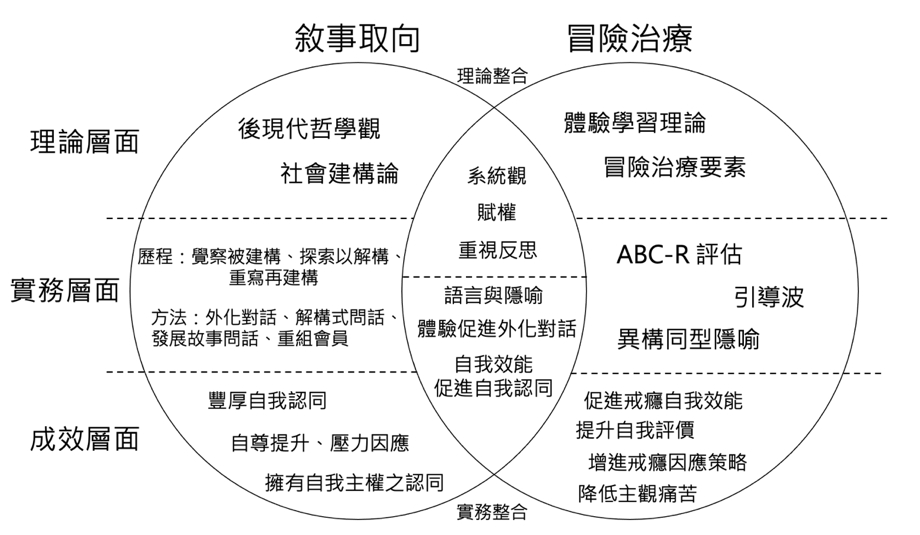 敘事取向
冒險治療
理論整合
理論層面
後現代哲學觀
社會建構論
系統觀
賦權
重視反思
體驗學習理論
冒險治療要素
實務層面
歷程：覺察被建構、探索以解構、
重寫再建構
方法：外化對話、解構式問話、
發展故事問話、重組會員
語言與隱喻
體驗促進外化對話
自我效能
促進自我認同
ABC-R 評估
引導波
異構同型隱喻
成效層面
豐厚自我認同
自尊提升、壓力因應
擁有自我主權之認同
促進戒癮自我效能
提升自我評價
增進戒癮因應策略
降低主觀痛苦
實務整合